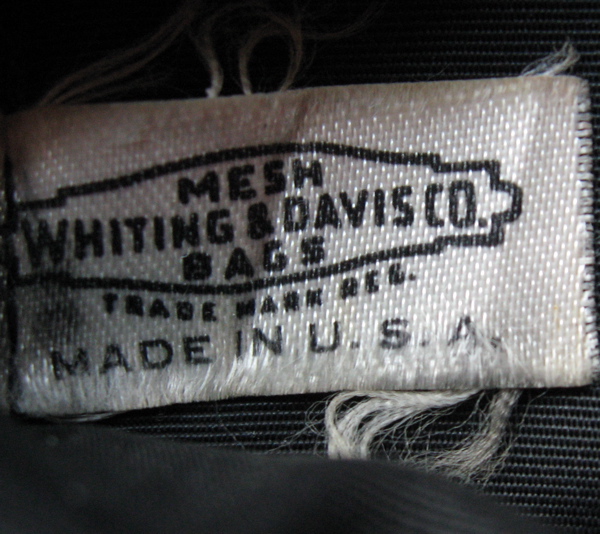 MESH
WHITING & DAVIS CO.
BAGS
TRADE MARK REG.
MADE IN U. S. A.